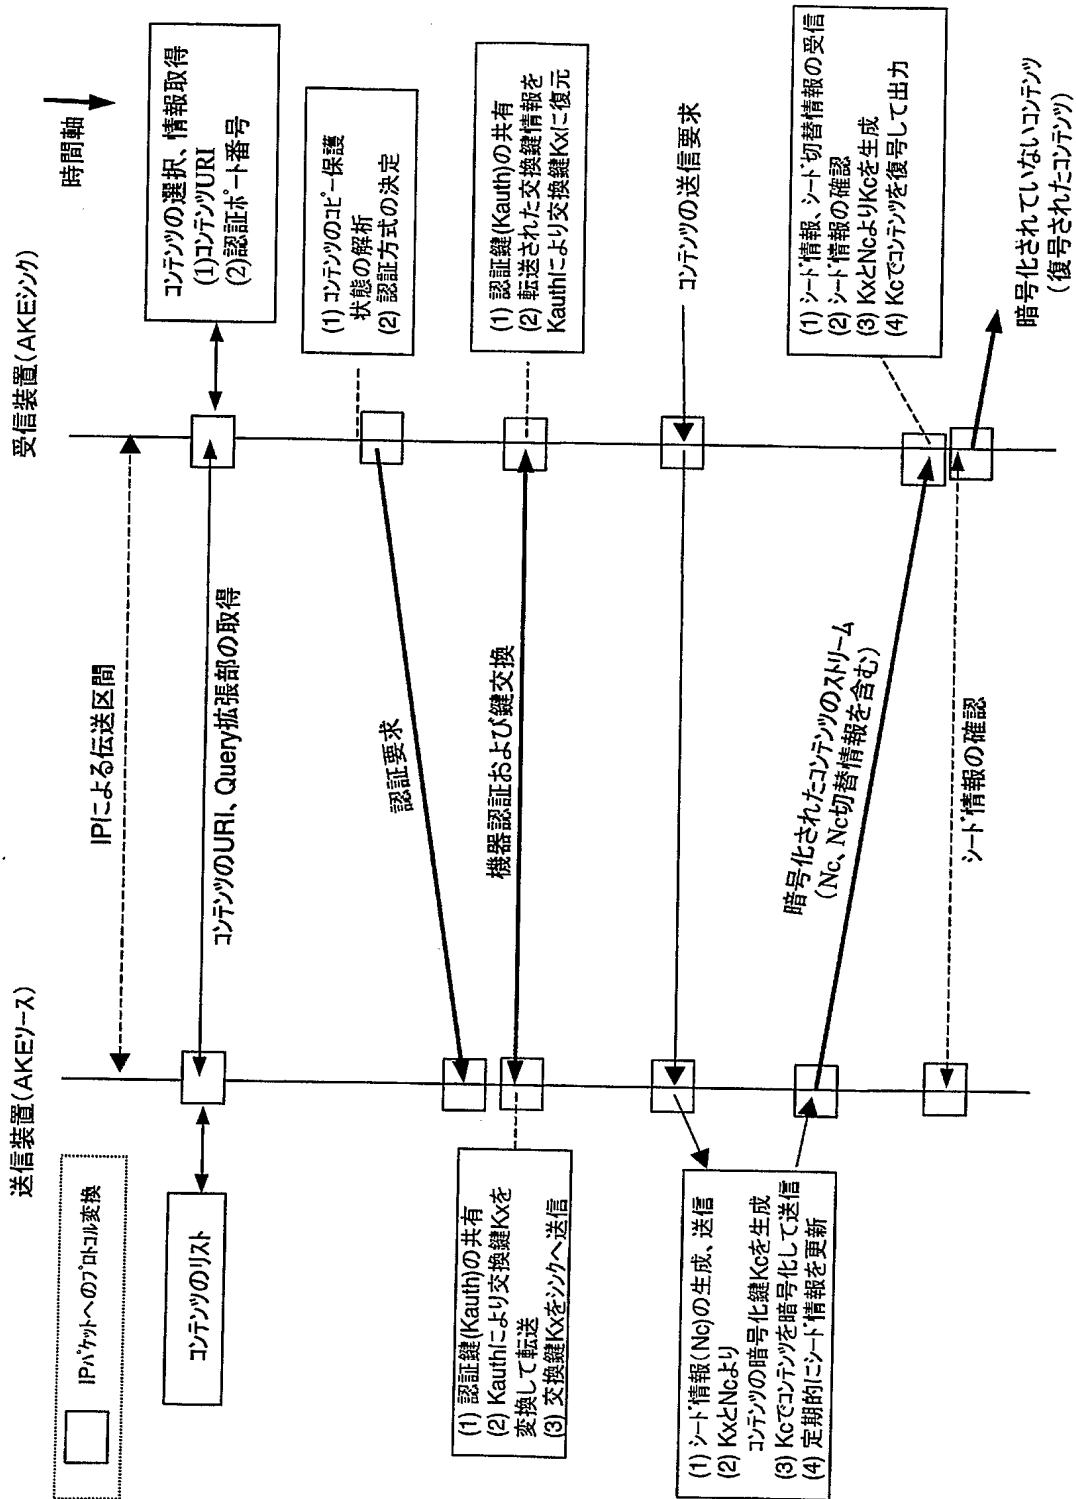 送信装置(AKEソース)
受信装置(AKEシンク)
時間軸
IPパケットへのプロトコル変換
IPによる伝送区間
コンテンツのリスト
コンテンツのURI、Query拡張部の取得
コンテンツの選択、情報取得
(1)コンテンツURI
(2)認証ポート番号
(1) コンテンツのコピー保護
状態の解析
(2) 認証方式の決定
認証要求
(1) 認証鍵(Kauth)の共有
(2) Kauthにより交換鍵Kxを
変換して転送
(3) 交換鍵Kxをシンクへ送信
機器認証および鍵交換
(1) 認証鍵(Kauth)の共有
(2) 転送された交換鍵情報を
Kauthにより交換鍵Kxに復元
コンテンツの送信要求
(1) シード情報(Nc)の生成、送信
(2) KxとNcより
コンテンツの暗号化鍵Kcを生成
(3) Kcでコンテンツを暗号化して送信
(4) 定期的にシード情報を更新
暗号化されたコンテンツのストリーム
(Nc、Nc切替情報を含む)
(1) シード情報、シード切替情報の受信
(2) シード情報の確認
(3) KxとNcよりKcを生成
(4) Kcでコンテンツを復号して出力
シード情報の確認
暗号化されていないコンテンツ
(復号されたコンテンツ)